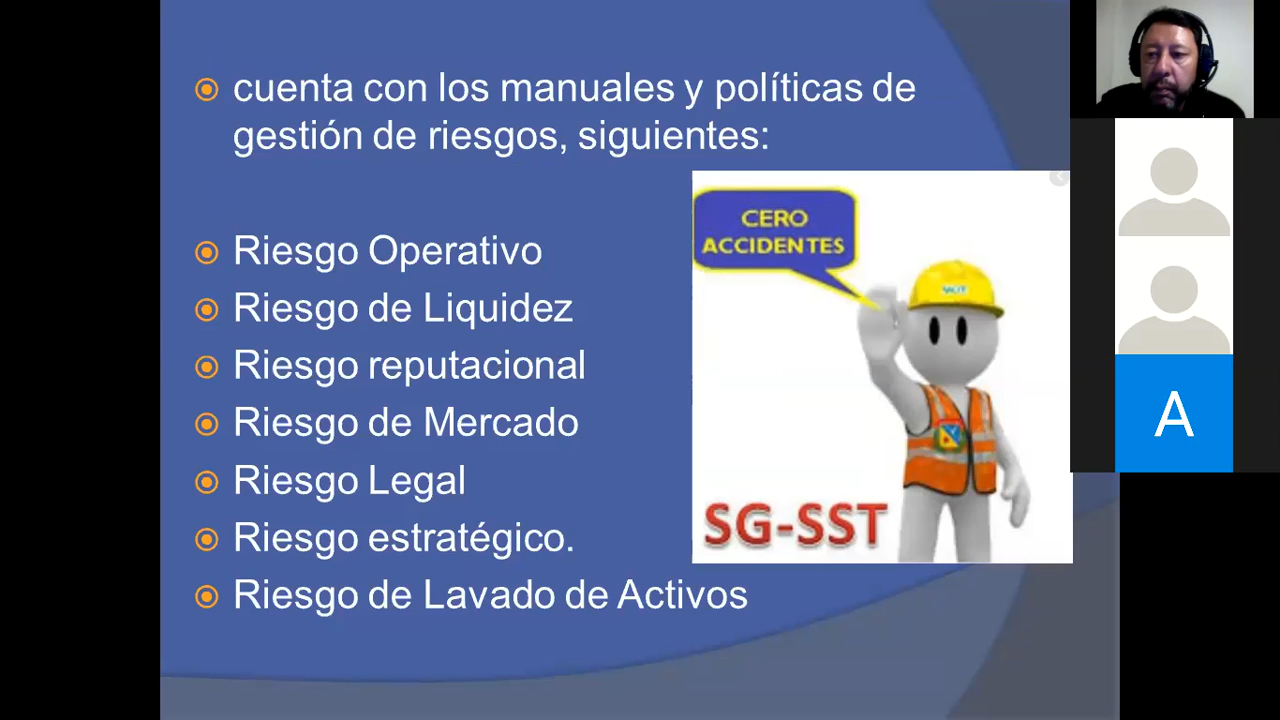 cuenta con los manuales y políticas de
gestión de riesgos, siguientes:
Riesgo Operativo
Riesgo de Liquidez
Riesgo reputacional
Riesgo de Mercado
Riesgo Legal
Riesgo estratégico.
Riesgo de Lavado de Activos
CERO
ACCIDENTES
SG-SST
A